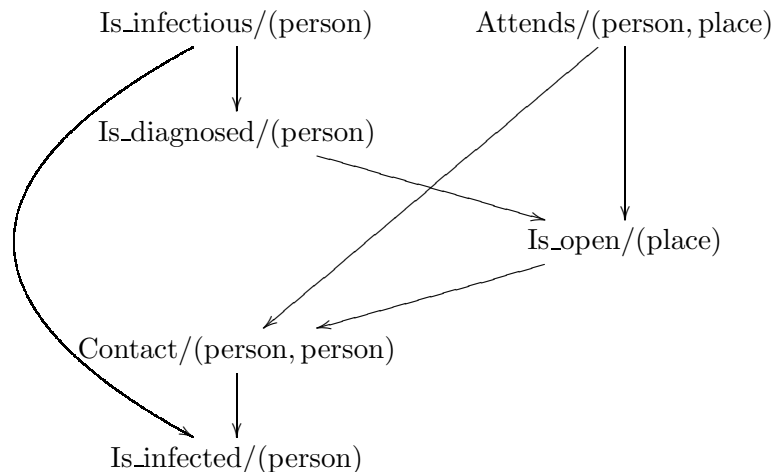 Is_infectious/(person)
Attends/(person, place)
Is_diagnosed/(person)
Is_open/(place)
Contact/(person, person)
Is_infected/(person)